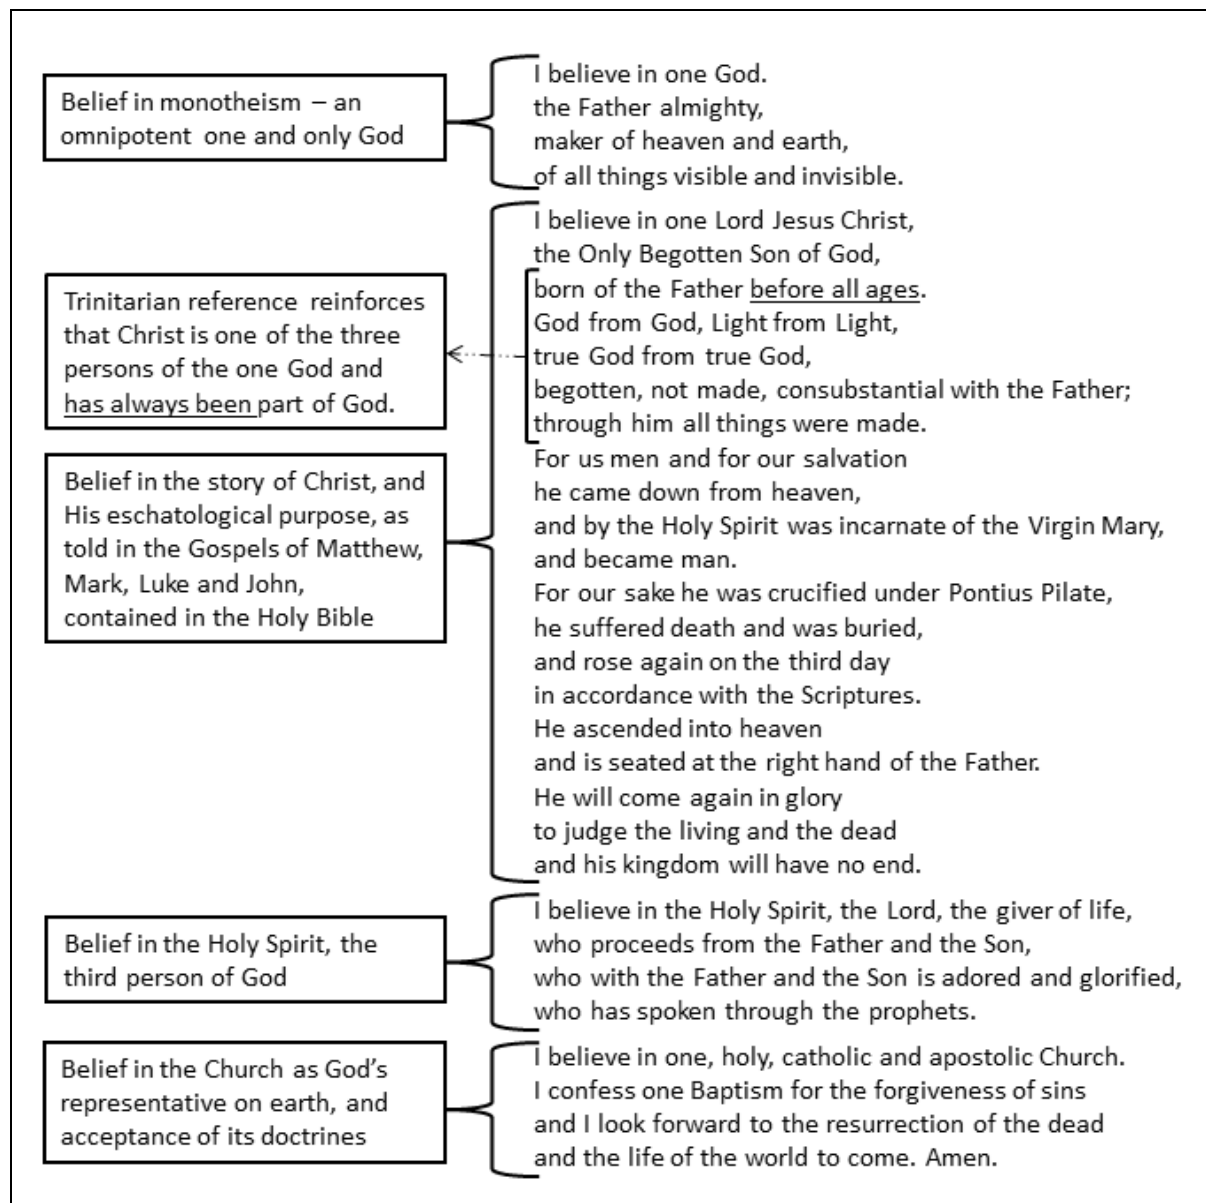 Belief in monotheism – an
omnipotent one and only God
I believe in one God.
the Father almighty,
maker of heaven and earth,
of all things visible and invisible.
Trinitarian reference reinforces
that Christ is one of the three
persons of the one God and
has always been part of God.
Belief in the story of Christ, and
His eschatological purpose, as
told in the Gospels of Matthew,
Mark, Luke and John,
contained in the Holy Bible
I believe in one Lord Jesus Christ,
the Only Begotten Son of God,
born of the Father before all ages.
God from God, Light from Light,
true God from true God,
begotten, not made, consubstantial with the Father;
through him all things were made.
For us men and for our salvation
he came down from heaven,
and by the Holy Spirit was incarnate of the Virgin Mary,
and became man.
For our sake he was crucified under Pontius Pilate,
he suffered death and was buried,
and rose again on the third day
in accordance with the Scriptures.
He ascended into heaven
and is seated at the right hand of the Father.
He will come again in glory
to judge the living and the dead
and his kingdom will have no end.
Belief in the Holy Spirit, the
third person of God
I believe in the Holy Spirit, the Lord, the giver of life,
who proceeds from the Father and the Son,
who with the Father and the Son is adored and glorified,
who has spoken through the prophets.
Belief in the Church as God's
representative on earth, and
acceptance of its doctrines
I believe in one, holy, catholic and apostolic Church.
I confess one Baptism for the forgiveness of sins
and I look forward to the resurrection of the dead
and the life of the world to come. Amen.